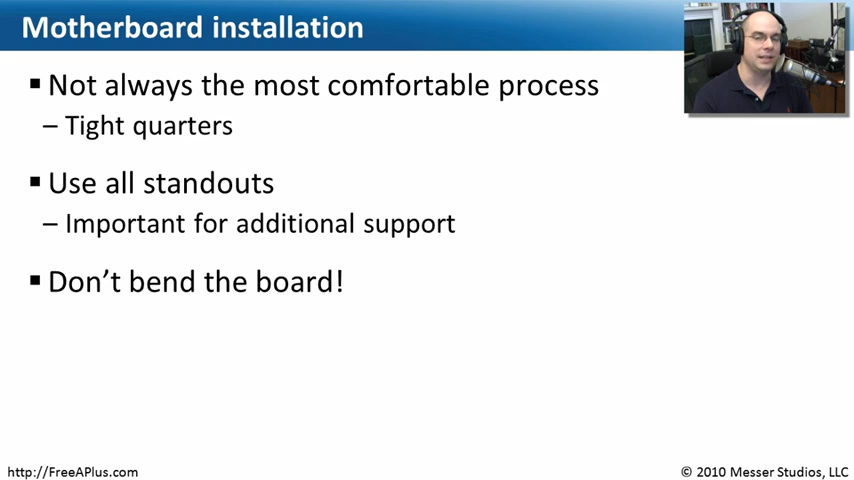 Motherboard installation
▪ Not always the most comfortable process
– Tight quarters
▪ Use all standouts
– Important for additional support
▪ Don’t bend the board!
http://FreeAPlus.com
© 2010 Messer Studios, LLC